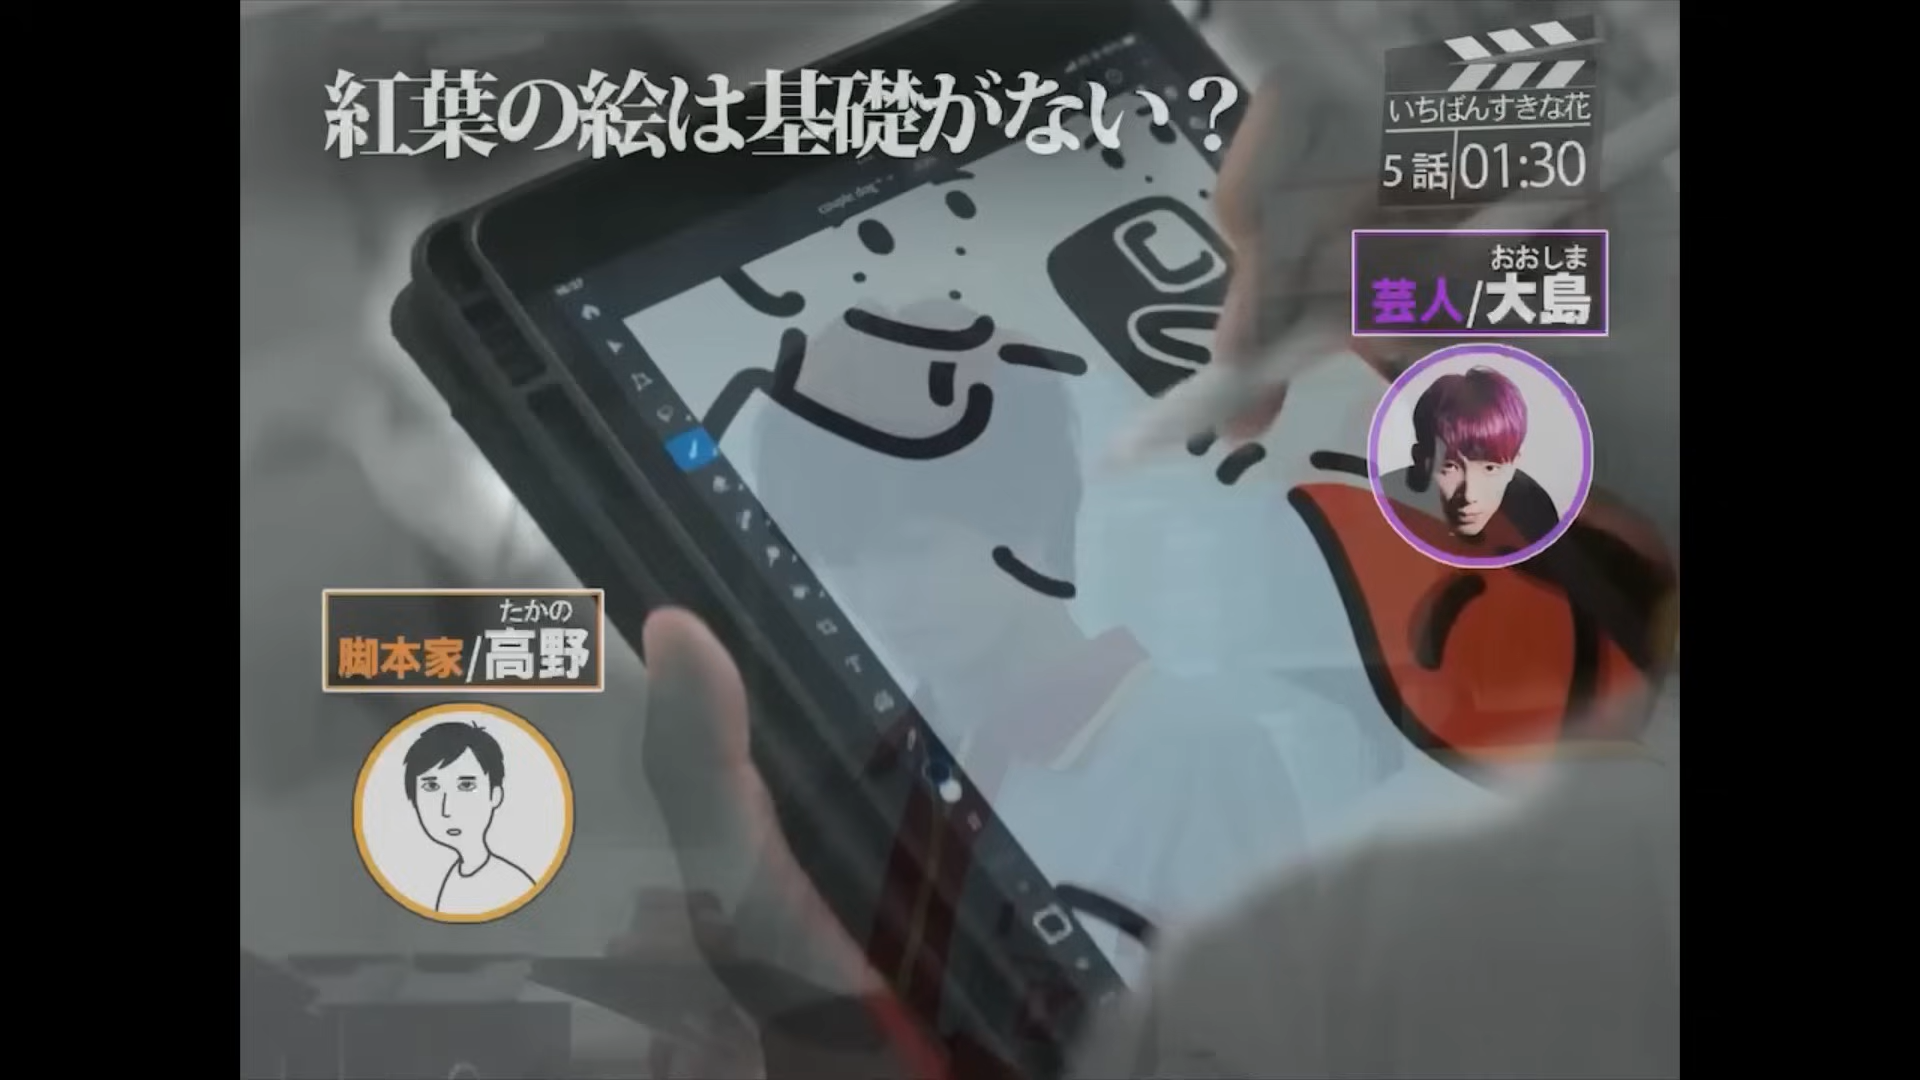 紅葉の絵は基礎がない？
いちばんすきな花
5話 01:30
おおしま
芸人/大島
たかの
脚本家/高野
couple dog